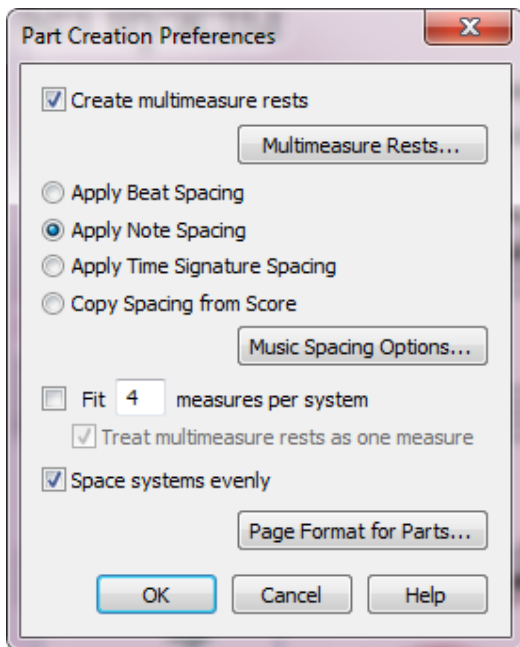 Part Creation Preferences
Create multimeasure rests
Multimeasure Rests...
Apply Beat Spacing
Apply Note Spacing
Apply Time Signature Spacing
Copy Spacing from Score
Music Spacing Options...
Fit 4 measures per system
Treat multimeasure rests as one measure
Space systems evenly
Page Format for Parts...
OK Cancel Help